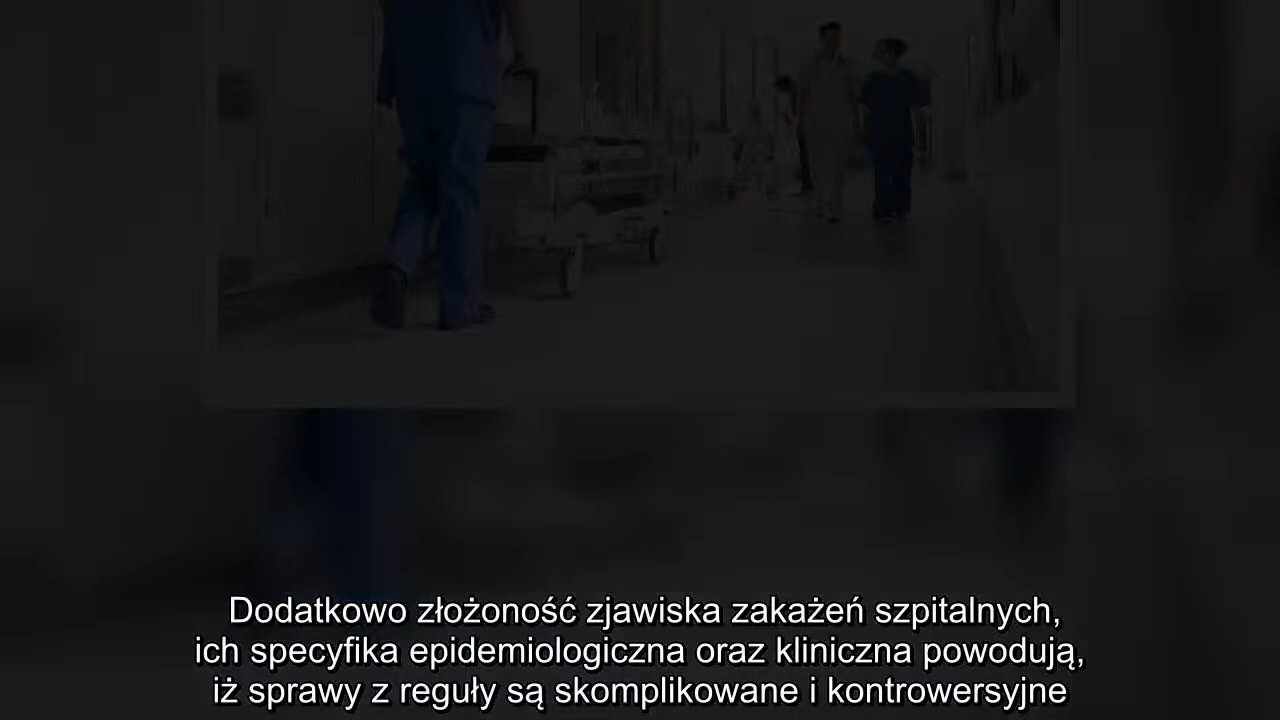 Dodatkowo złożoność zjawiska zakażeń szpitalnych,
ich specyfika epidemiologiczna oraz kliniczna powodują,
iż sprawy z reguły są skomplikowane i kontrowersyjne